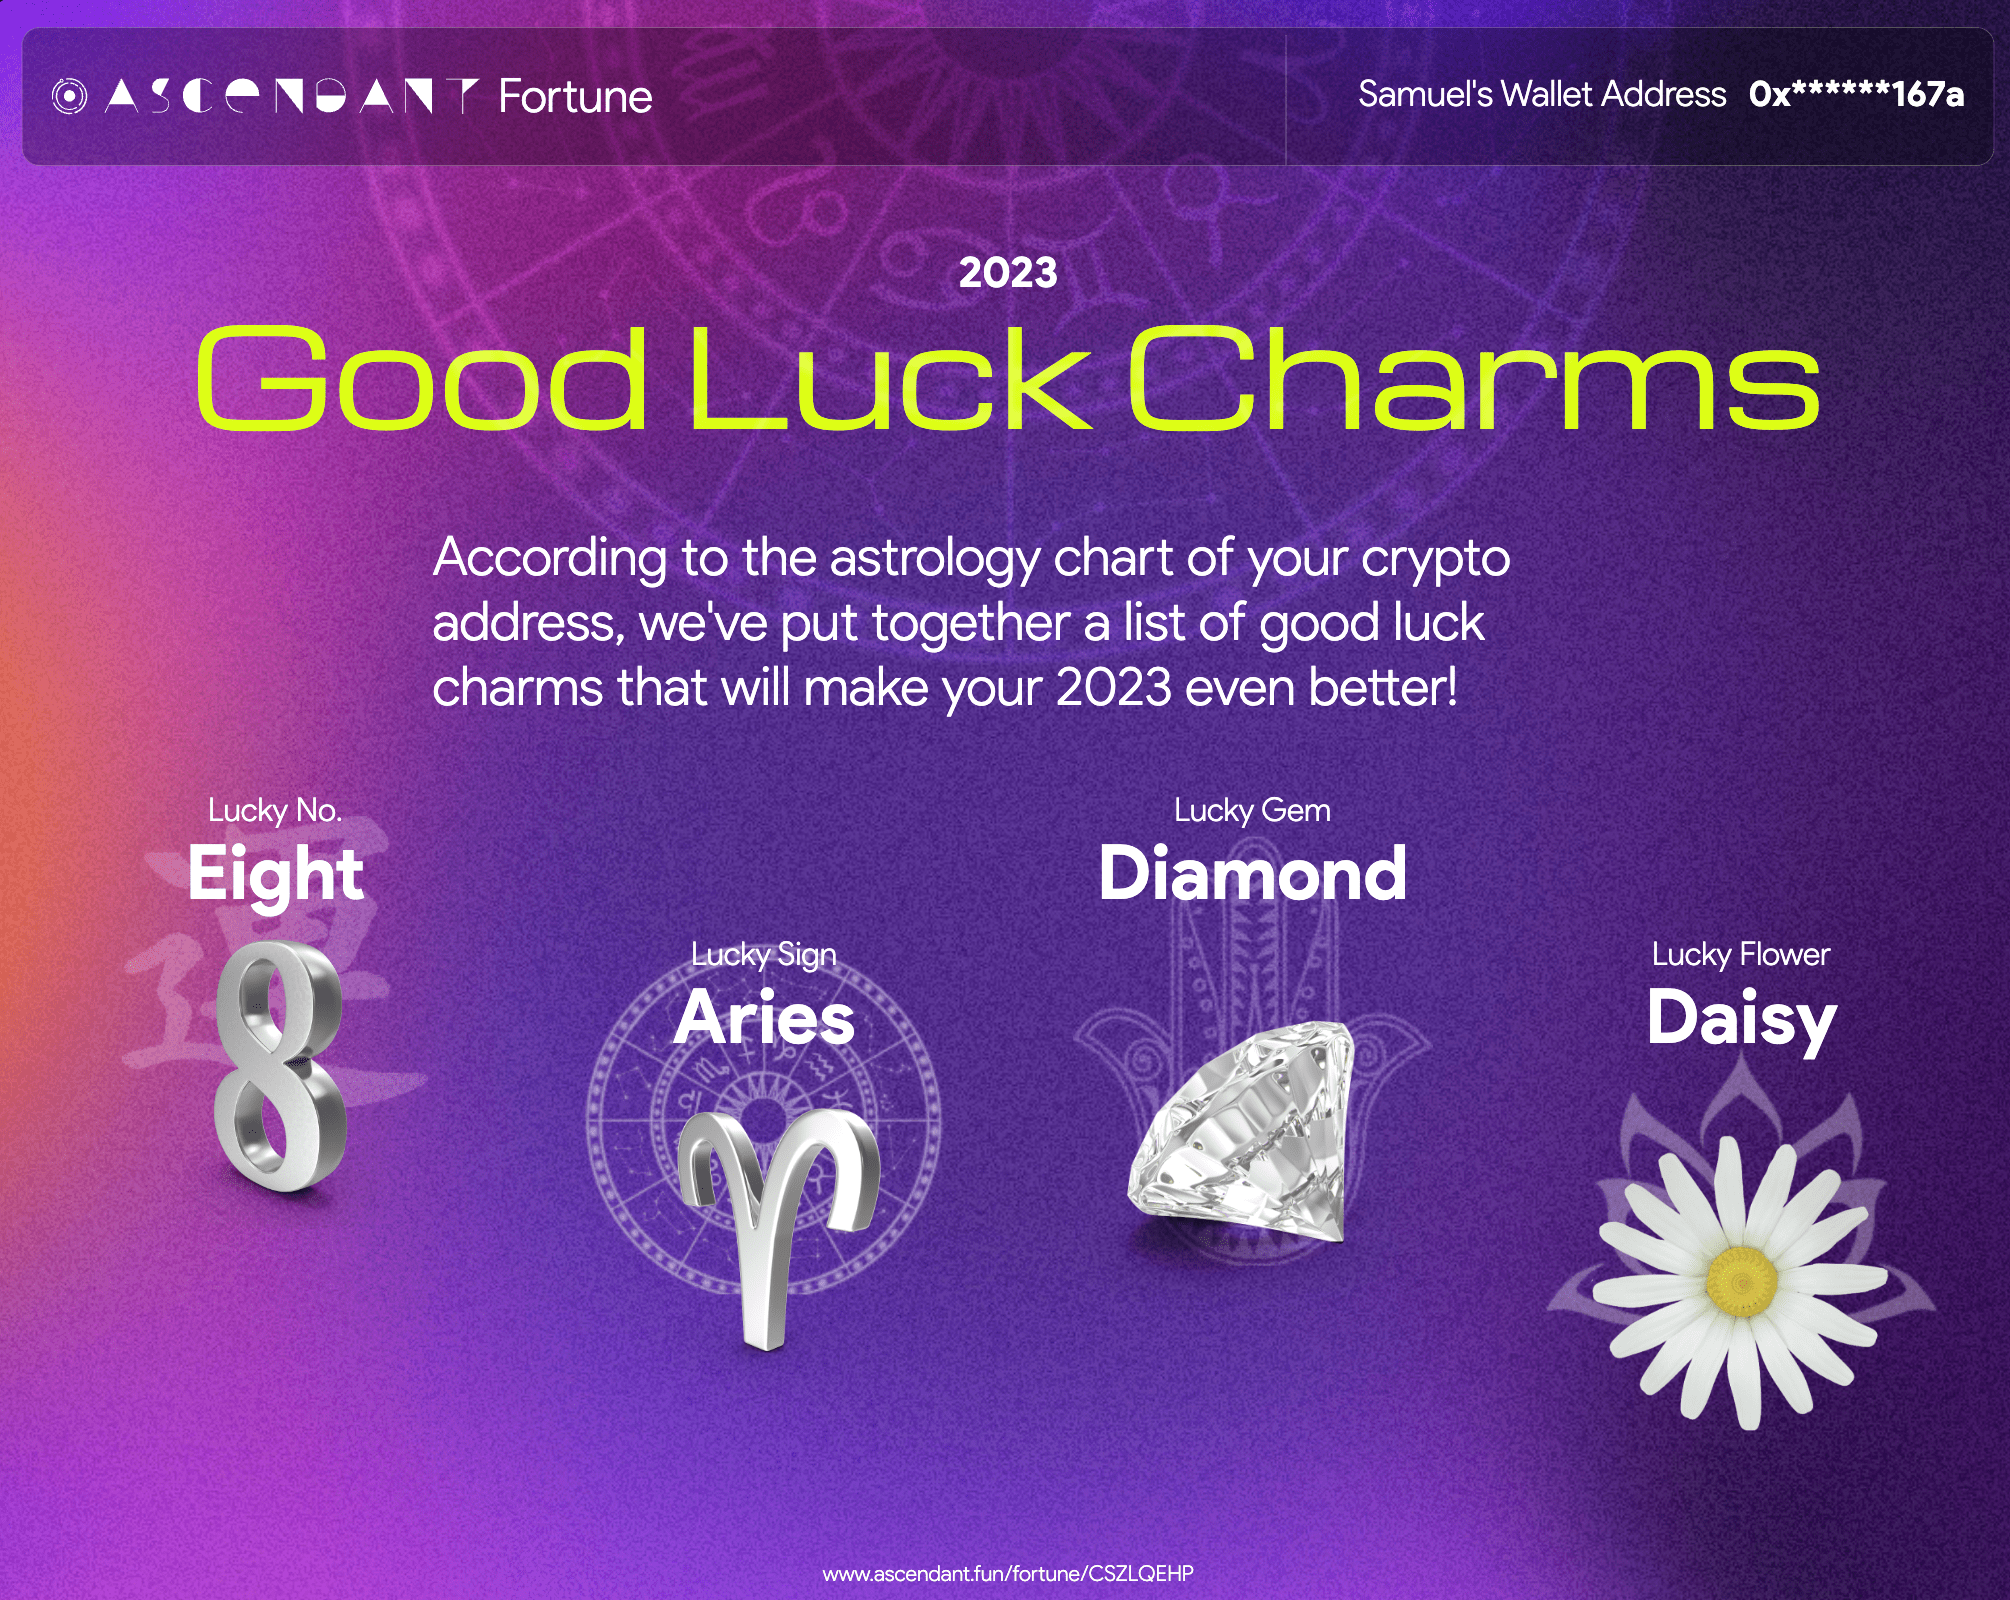 ASCENDANT Fortune
Samuel's Wallet Address 0x******167a
2023
Good Luck Charms
According to the astrology chart of your crypto
address, we've put together a list of good luck
charms that will make your 2023 even better!
Lucky No.
Eight
運
8
Lucky Sign
Aries
Lucky Gem
Diamond
Lucky Flower
Daisy
www.ascendant.fun/fortune/CSZLQEHP